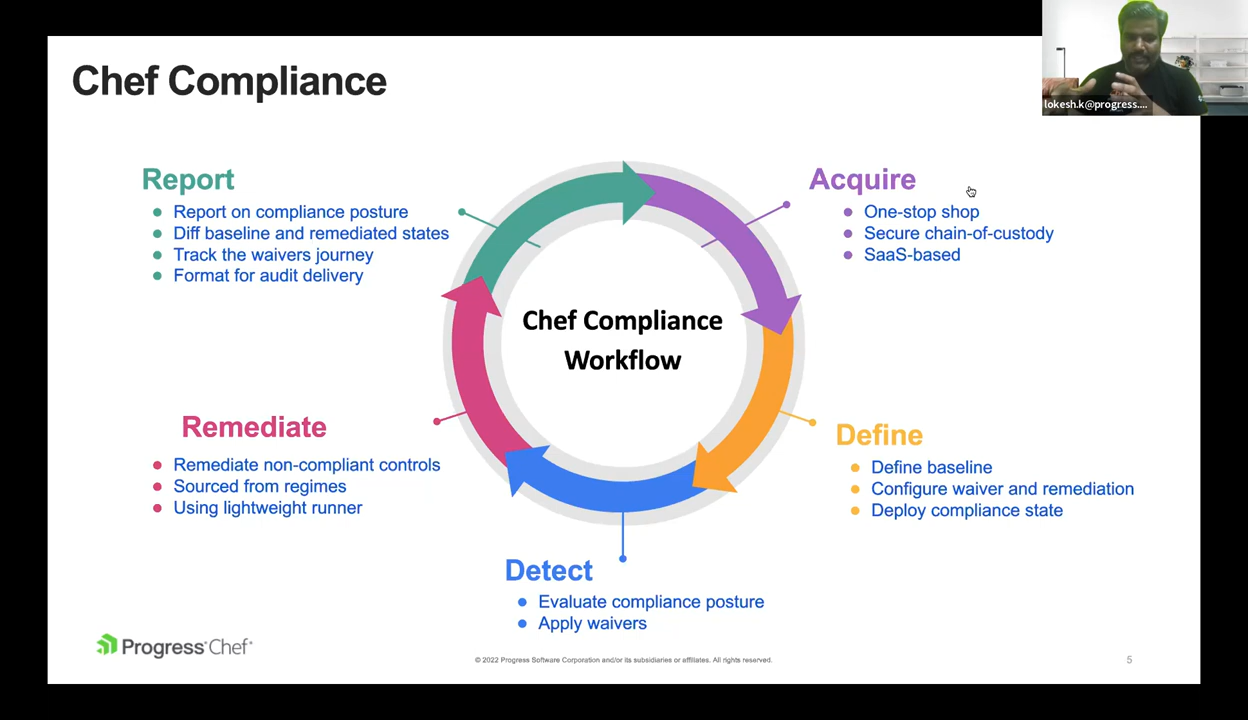 Chef Compliance
lokesh.k@progress....
Report
Report on compliance posture
Diff baseline and remediated states
Track the waivers journey
Format for audit delivery
Acquire
One-stop shop
Secure chain-of-custody
SaaS-based
Chef Compliance
Workflow
Remediate
Remediate non-compliant controls
Sourced from regimes
Using lightweight runner
Define
Define baseline
Configure waiver and remediation
Deploy compliance state
Detect
Evaluate compliance posture
Apply waivers
Progress® Chef™
© 2022 Progress Software Corporation and/or its subsidiaries or affiliates. All rights reserved.
5